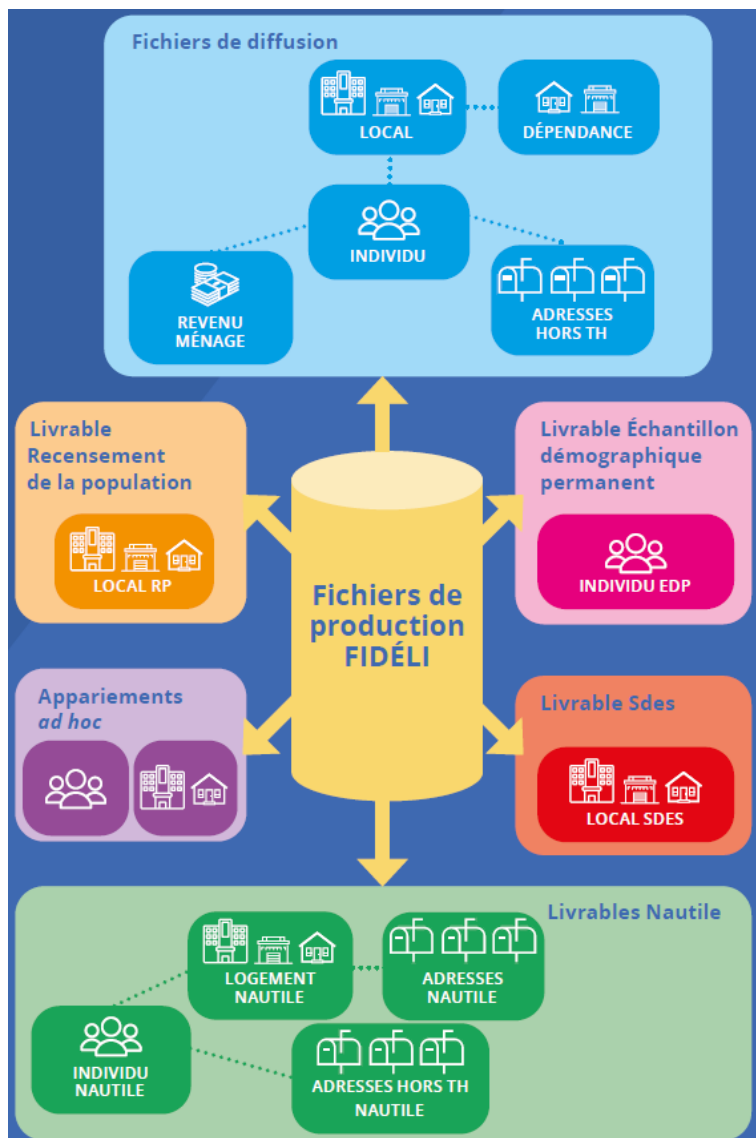 Fichiers de diffusion
LOCAL
DÉPENDANCE
INDIVIDU
REVENU
MÉNAGE
ADRESSES
HORS TH
Livrable
Recensement
de la population
LOCAL RP
Livrable Échantillon
démographique
permanent
INDIVIDU EDP
Fichiers de
production
FIDÉLI
Appariements
ad hoc
Livrable Sdes
LOCAL SDES
Livrables Nautile
LOGEMENT
NAUTILE
ADRESSES
NAUTILE
INDIVIDU
NAUTILE
ADRESSES HORS TH
NAUTILE